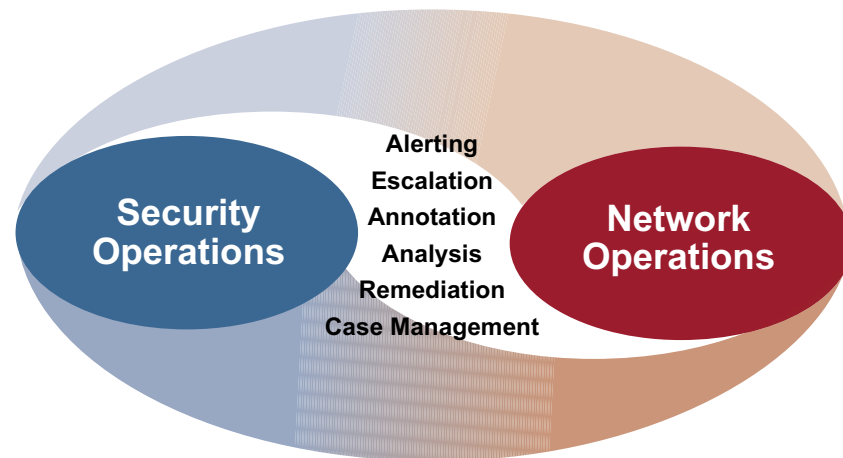 Security
Operations
Alerting
Escalation
Annotation
Analysis
Remediation
Case Management
Network
Operations